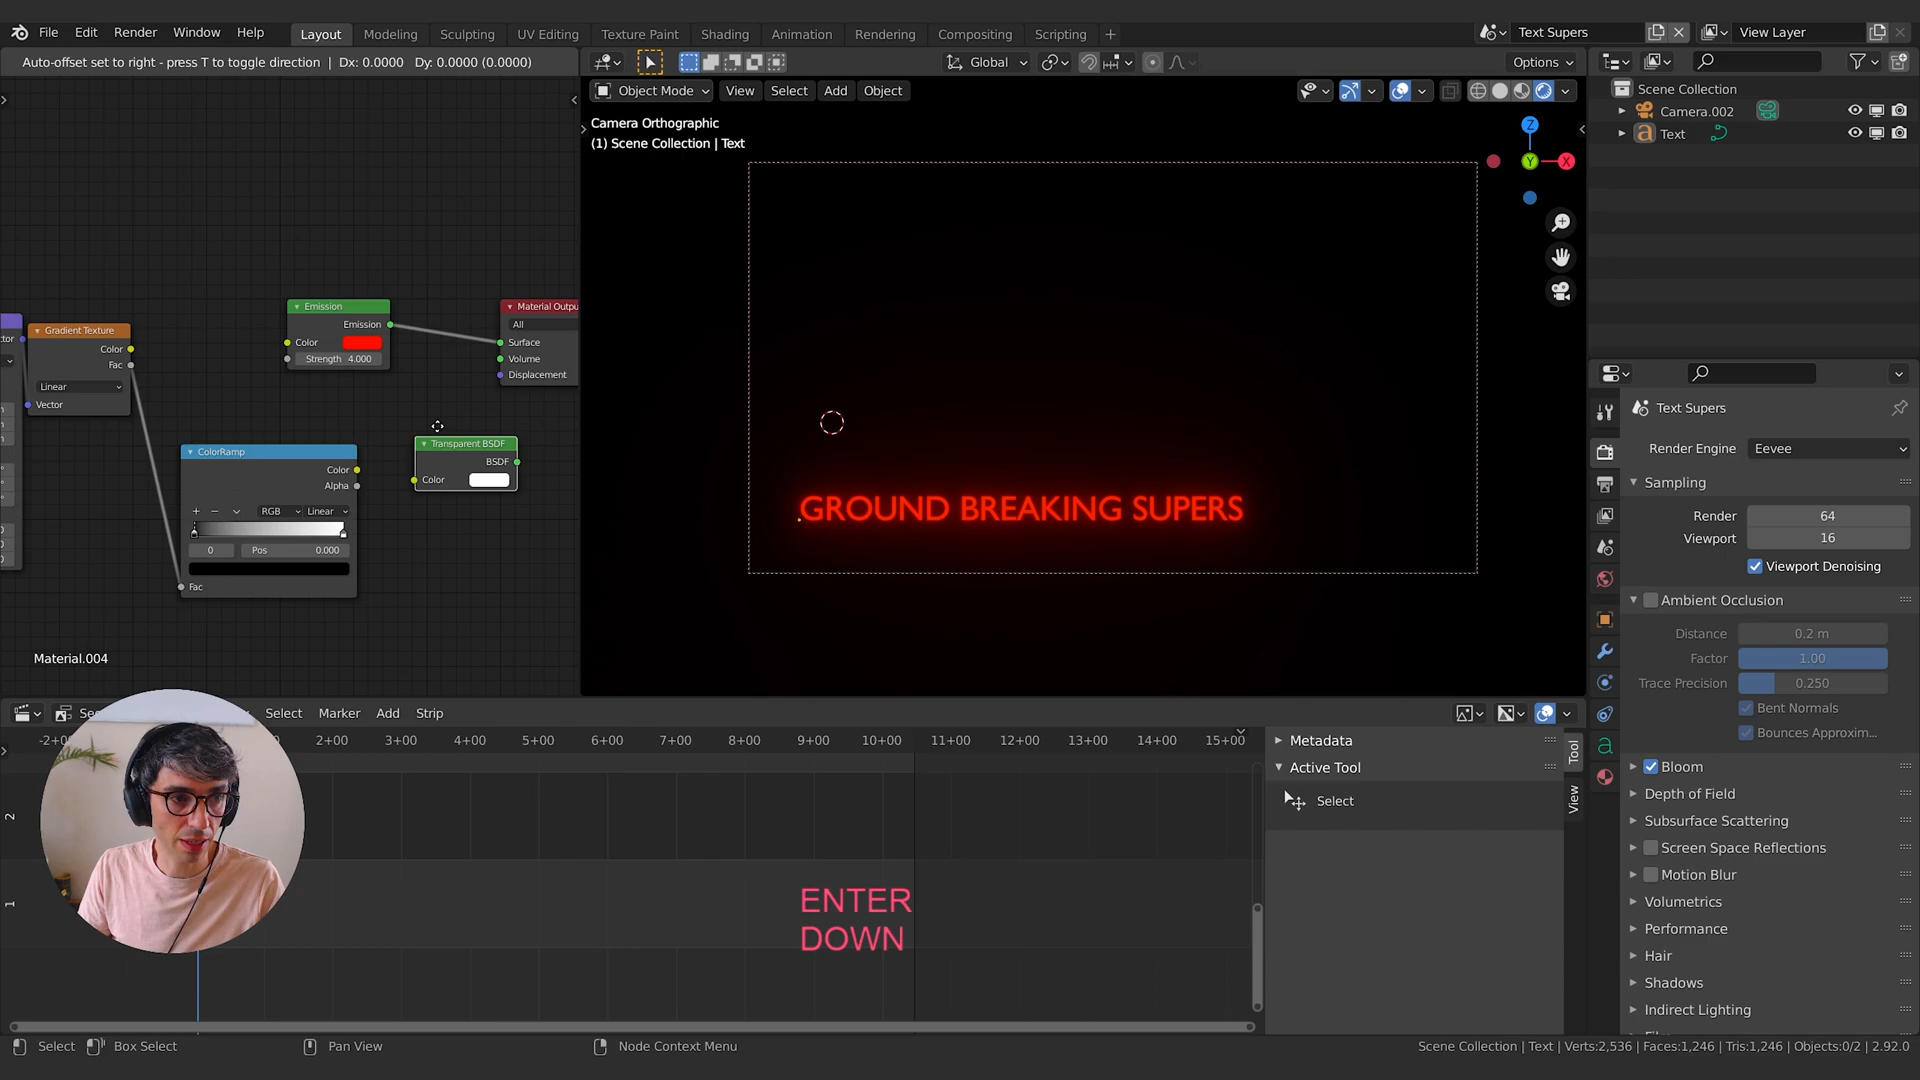 File Edit Render Window Help Layout Modeling Sculpting UV Editing Texture Paint Shading Animation Rendering Compositing Scripting + Text Supers View Layer
Auto-offset set to right - press T to toggle direction | Dx: 0.0000 Dy: 0.0000 (0.0000) Global Options
Object Mode View Select Add Object
Camera Orthographic
(1) Scene Collection | Text
Z
Y
X
Scene Collection
Camera.002
Text
Gradient Texture
Color
Fac
Linear
Vector
Emission
Emission
Color
Strength 4.000
Material Outpu
All
Surface
Volume
Displacement
Transparent BSDF
BSDF
Color
ColorRamp
Color
Alpha
+ − RGB Linear
0 Pos 0.000
Fac
Material.004
GROUND BREAKING SUPERS
Text Supers
Render Engine Eevee
Sampling
Render 64
Viewport 16
Viewport Denoising
Ambient Occlusion
Distance 0.2 m
Factor 1.00
Trace Precision 0.250
Bent Normals
Bounces Approxim...
Bloom
Depth of Field
Subsurface Scattering
Screen Space Reflections
Motion Blur
Volumetrics
Performance
Hair
Shadows
Indirect Lighting
Select Marker Add Strip
2+00 3+00 4+00 5+00 6+00 7+00 8+00 9+00 10+00 11+00 12+00 13+00 14+00 15+00
2
1
Metadata
Active Tool
Select
Tool
View
ENTER
DOWN
Select Box Select Pan View Node Context Menu Scene Collection | Text | Verts:2,536 | Faces:1,246 | Tris:1,246 | Objects:0/2 | 2.92.0